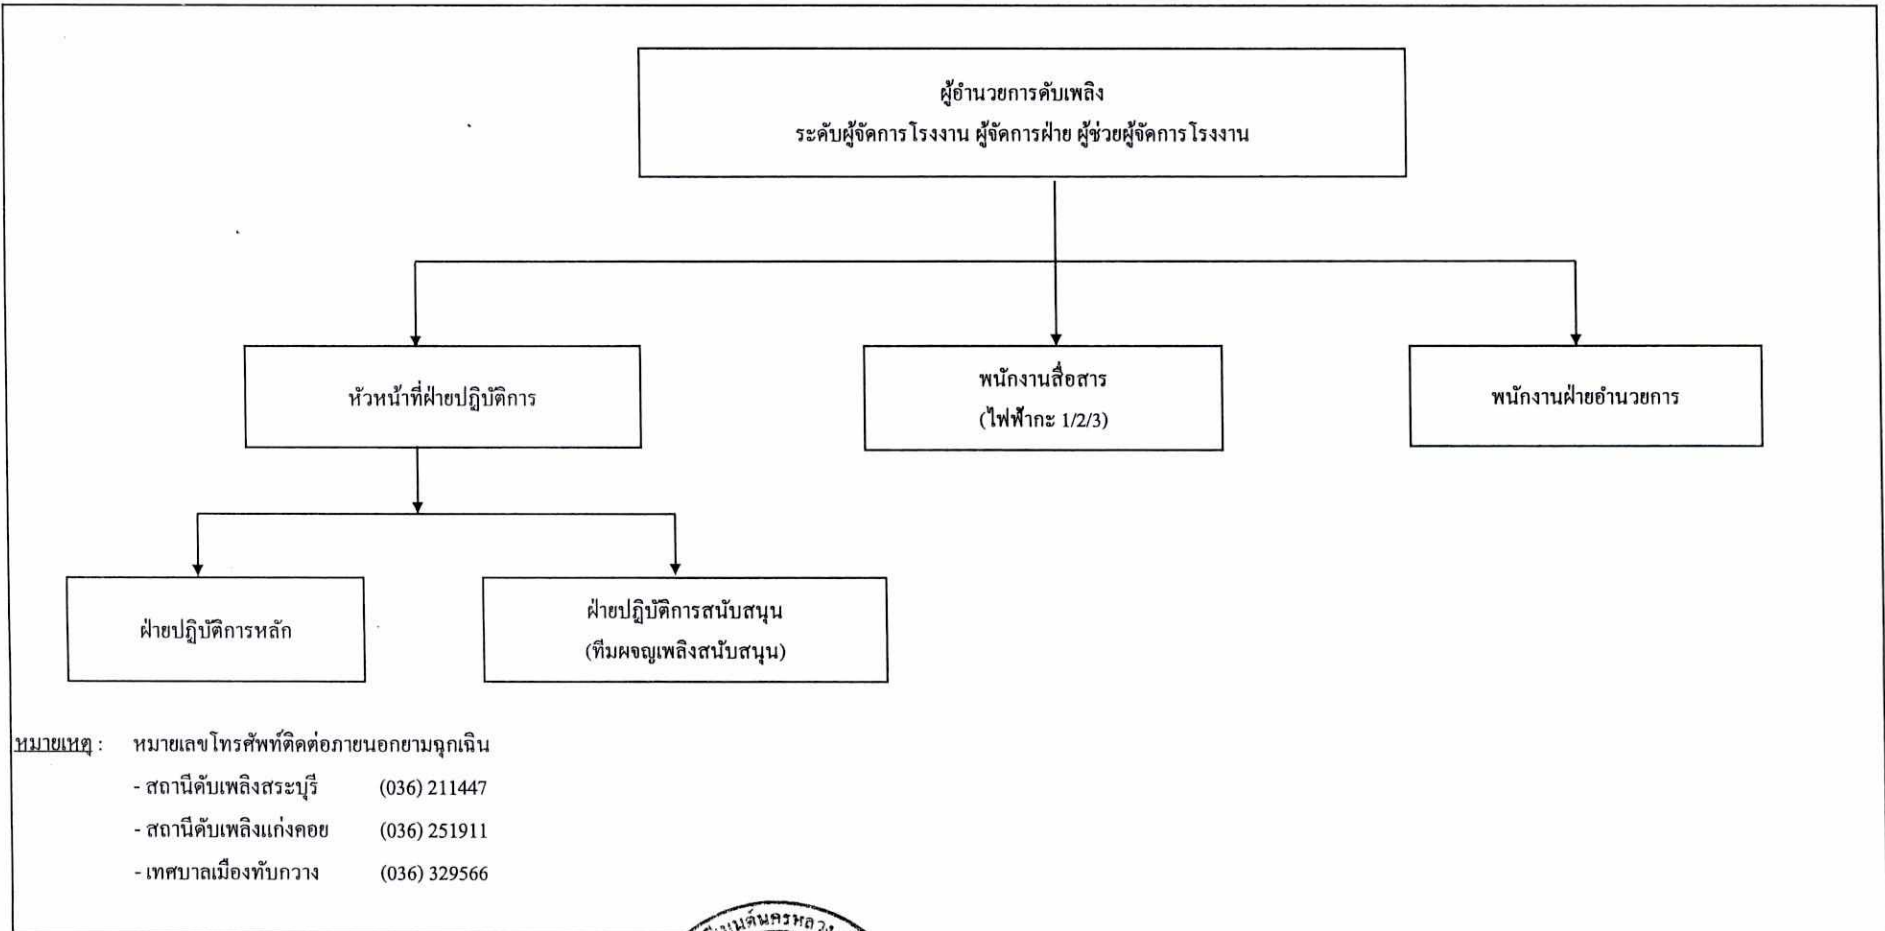 ผู้อำนวยการดับเพลิง
ระดับผู้จัดการโรงงาน ผู้จัดการฝ่าย ผู้ช่วยผู้จัดการโรงงาน
หัวหน้าที่ฝ่ายปฏิบัติการ
พนักงานสื่อสาร
(ไฟฟ้ากะ 1/2/3)
พนักงานฝ่ายอำนวยการ
ฝ่ายปฏิบัติการหลัก
ฝ่ายปฏิบัติการสนับสนุน
(ทีมผจญเพลิงสนับสนุน)
หมายเหตุ : หมายเลขโทรศัพท์ติดต่อภายนอกยามฉุกเฉิน
- สถานีดับเพลิงสระบุรี (036) 211447
- สถานีดับเพลิงแก่งคอย (036) 251911
- เทศบาลเมืองทับกวาง (036) 329566